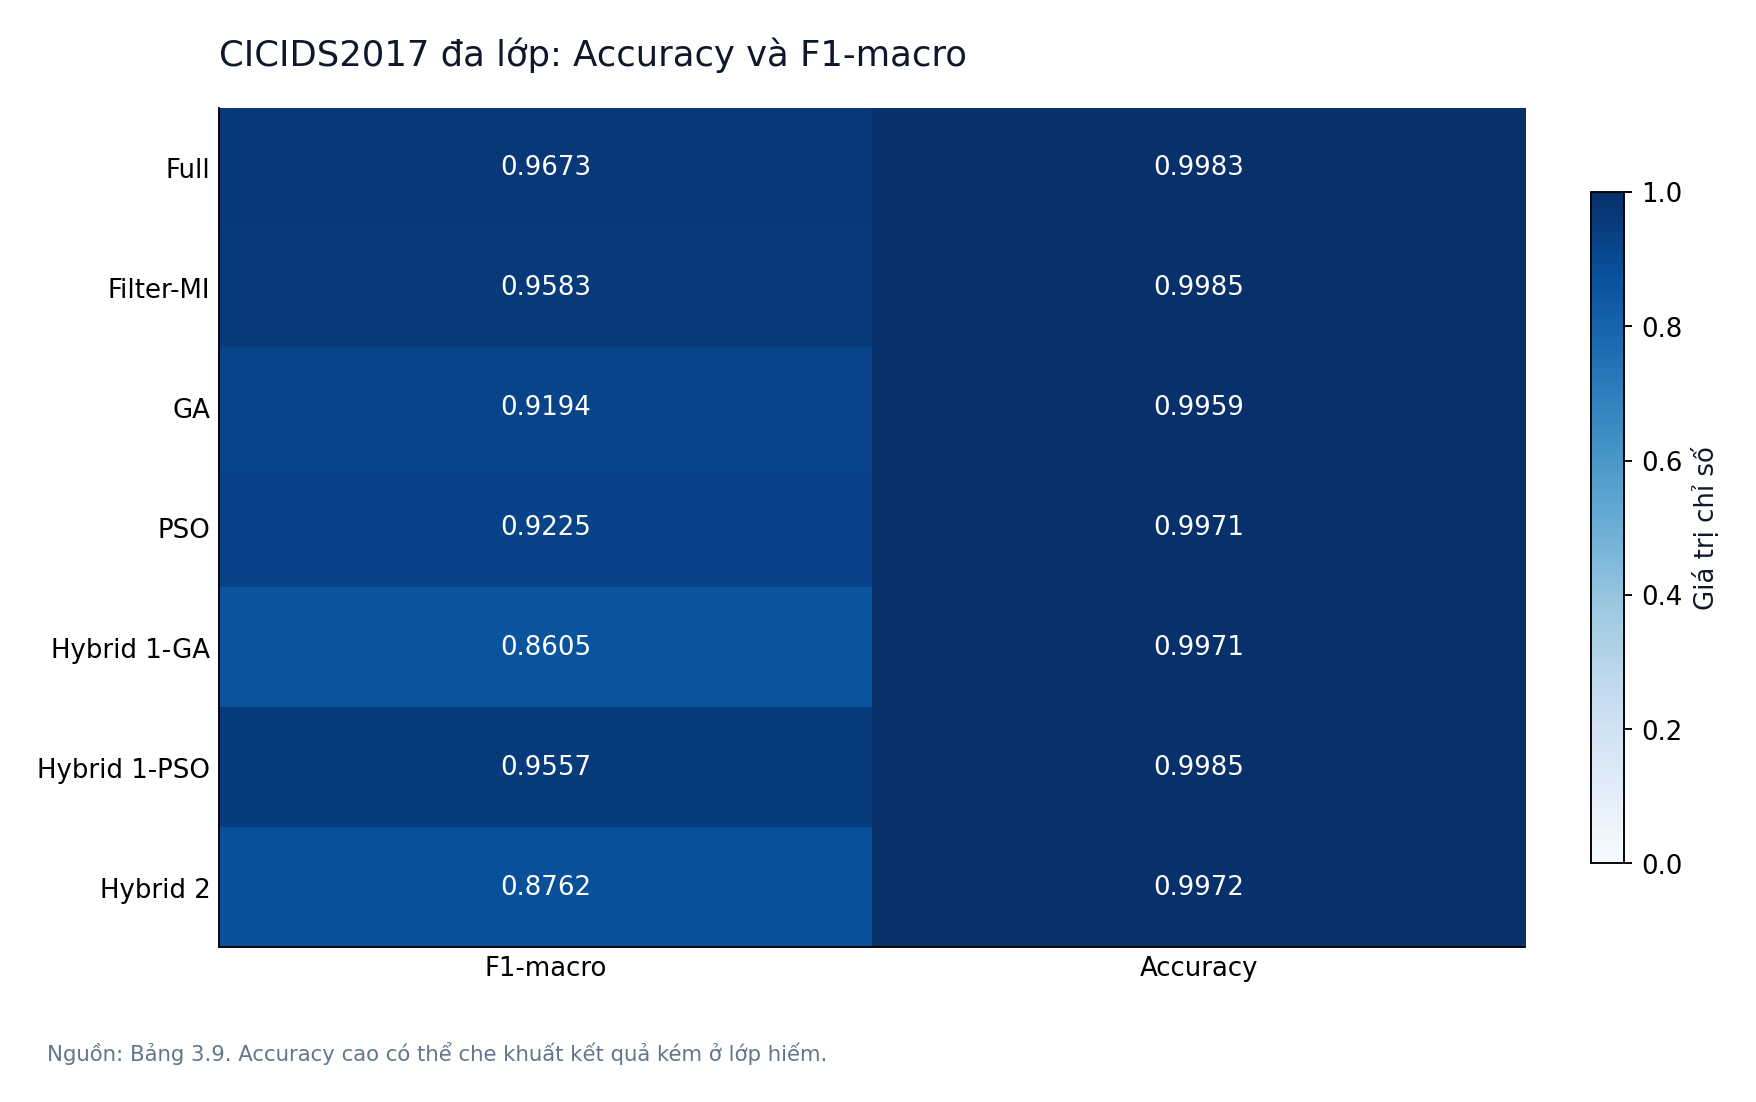 CICIDS2017 đa lớp: Accuracy và F1-macro
Full 0.9673 0.9983
Filter-MI 0.9583 0.9985
GA 0.9194 0.9959
PSO 0.9225 0.9971
Hybrid 1-GA 0.8605 0.9971
Hybrid 1-PSO 0.9557 0.9985
Hybrid 2 0.8762 0.9972
F1-macro Accuracy
1.0
0.8
0.6
0.4
0.2
0.0
Giá trị chỉ số
Nguồn: Bảng 3.9. Accuracy cao có thể che khuất kết quả kém ở lớp hiếm.